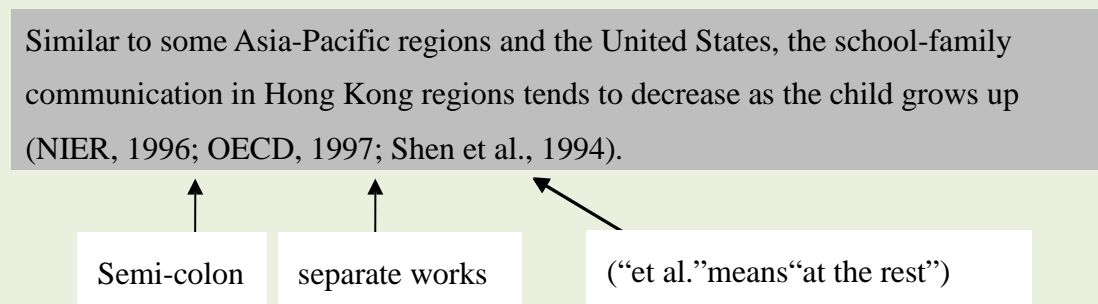 Similar to some Asia-Pacific regions and the United States, the school-family
communication in Hong Kong regions tends to decrease as the child grows up
(NIER, 1996; OECD, 1997; Shen et al., 1994).
Semi-colon
separate works
(“et al.”means“at the rest”)